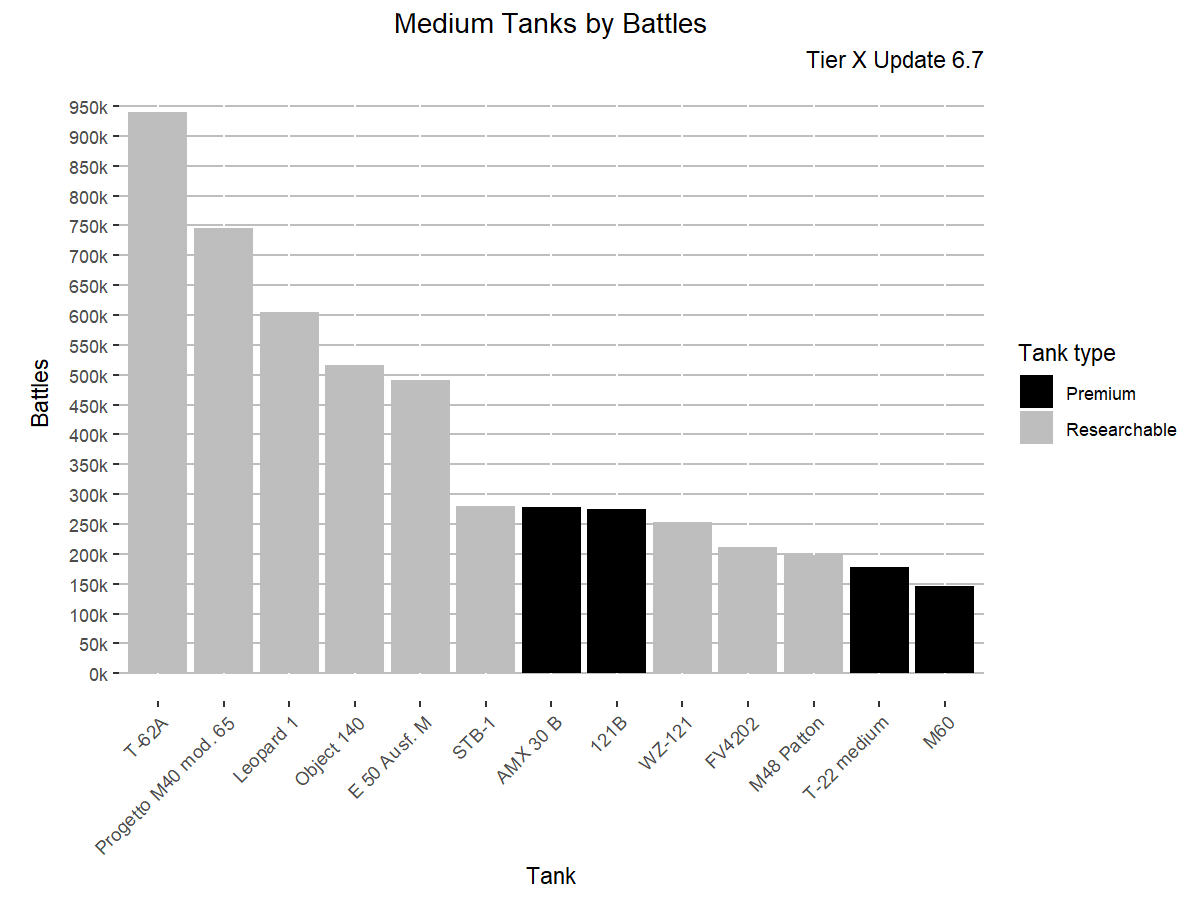 Medium Tanks by Battles
Tier X Update 6.7
950k
900k
850k
800k
750k
700k
650k
600k
550k
500k
450k
400k
350k
300k
250k
200k
150k
100k
50k
0k
Battles
T-62A
Progetto M40 mod. 65
Leopard 1
Object 140
E 50 Ausf. M
STB-1
AMX 30 B
121B
WZ-121
FV4202
M48 Patton
T-22 medium
M60
Tank
Tank type
Premium
Researchable